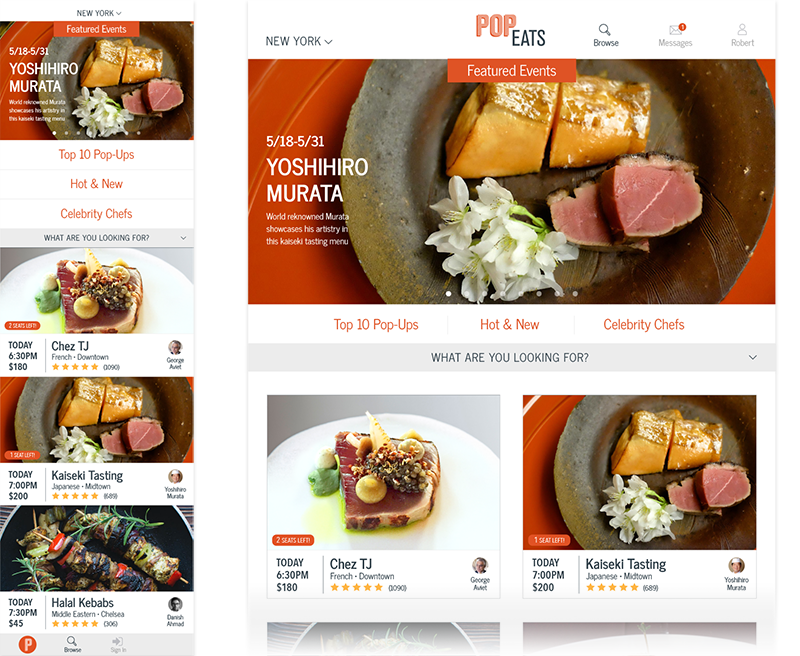 NEW YORK
Featured Events
5/18-5/31
YOSHIHIRO
MURATA
World reknowned Murata
showcases his artistry in
this kaiseki tasting menu
Top 10 Pop-Ups
Hot & New
Celebrity Chefs
WHAT ARE YOU LOOKING FOR?
2 SEATS LEFT!
TODAY
6:30PM
$180
Chez TJ
French • Downtown
(1090)
George
Aviet
1 SEAT LEFT!
TODAY
7:00PM
$200
Kaiseki Tasting
Japanese • Midtown
(689)
Yoshihiro
Murata
TODAY
7:30PM
$45
Halal Kebabs
Middle Eastern • Chelsea
(306)
Danish
Ahmad
P
Browse
Sign In
NEW YORK
POP
EATS
Browse
1
Messages
Robert
Featured Events
5/18-5/31
YOSHIHIRO
MURATA
World reknowned Murata
showcases his artistry in
this kaiseki tasting menu
Top 10 Pop-Ups
Hot & New
Celebrity Chefs
WHAT ARE YOU LOOKING FOR?
2 SEATS LEFT!
TODAY
6:30PM
$180
Chez TJ
French • Downtown
(1090)
George
Aviet
1 SEAT LEFT!
TODAY
7:00PM
$200
Kaiseki Tasting
Japanese • Midtown
(689)
Yoshihiro
Murata